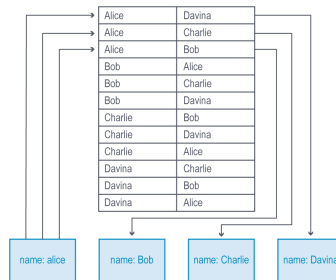 Alice Davina
Alice Charlie
Alice Bob
Bob Alice
Bob Charlie
Bob Davina
Charlie Bob
Charlie Davina
Charlie Alice
Davina Charlie
Davina Bob
Davina Alice
name: alice name: Bob name: Charlie name: Davina